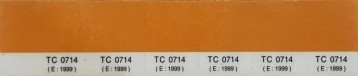 TC 0714 TC 0714 TC 0714 TC 0714 TC 0714 TC 0714
(E : 1999) (E : 1999) (E : 1999) (E : 1999) (E : 1999) (E : 1999)